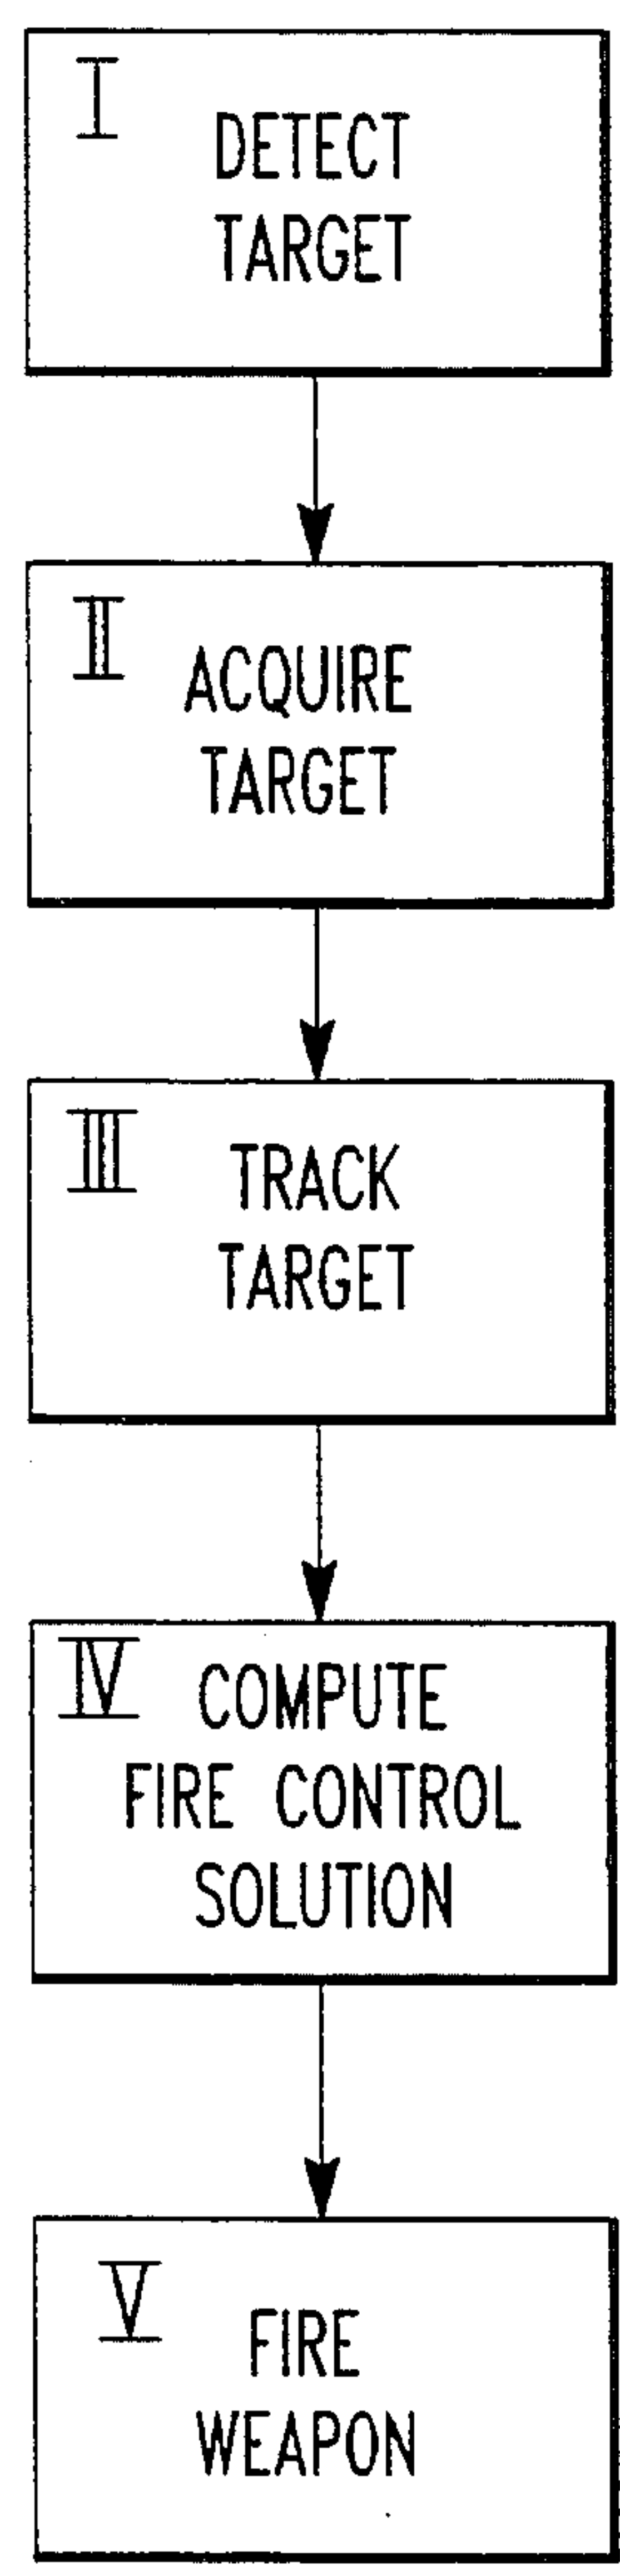 I
DETECT
TARGET
II
ACQUIRE
TARGET
III
TRACK
TARGET
IV
COMPUTE
FIRE CONTROL
SOLUTION
V
FIRE
WEAPON